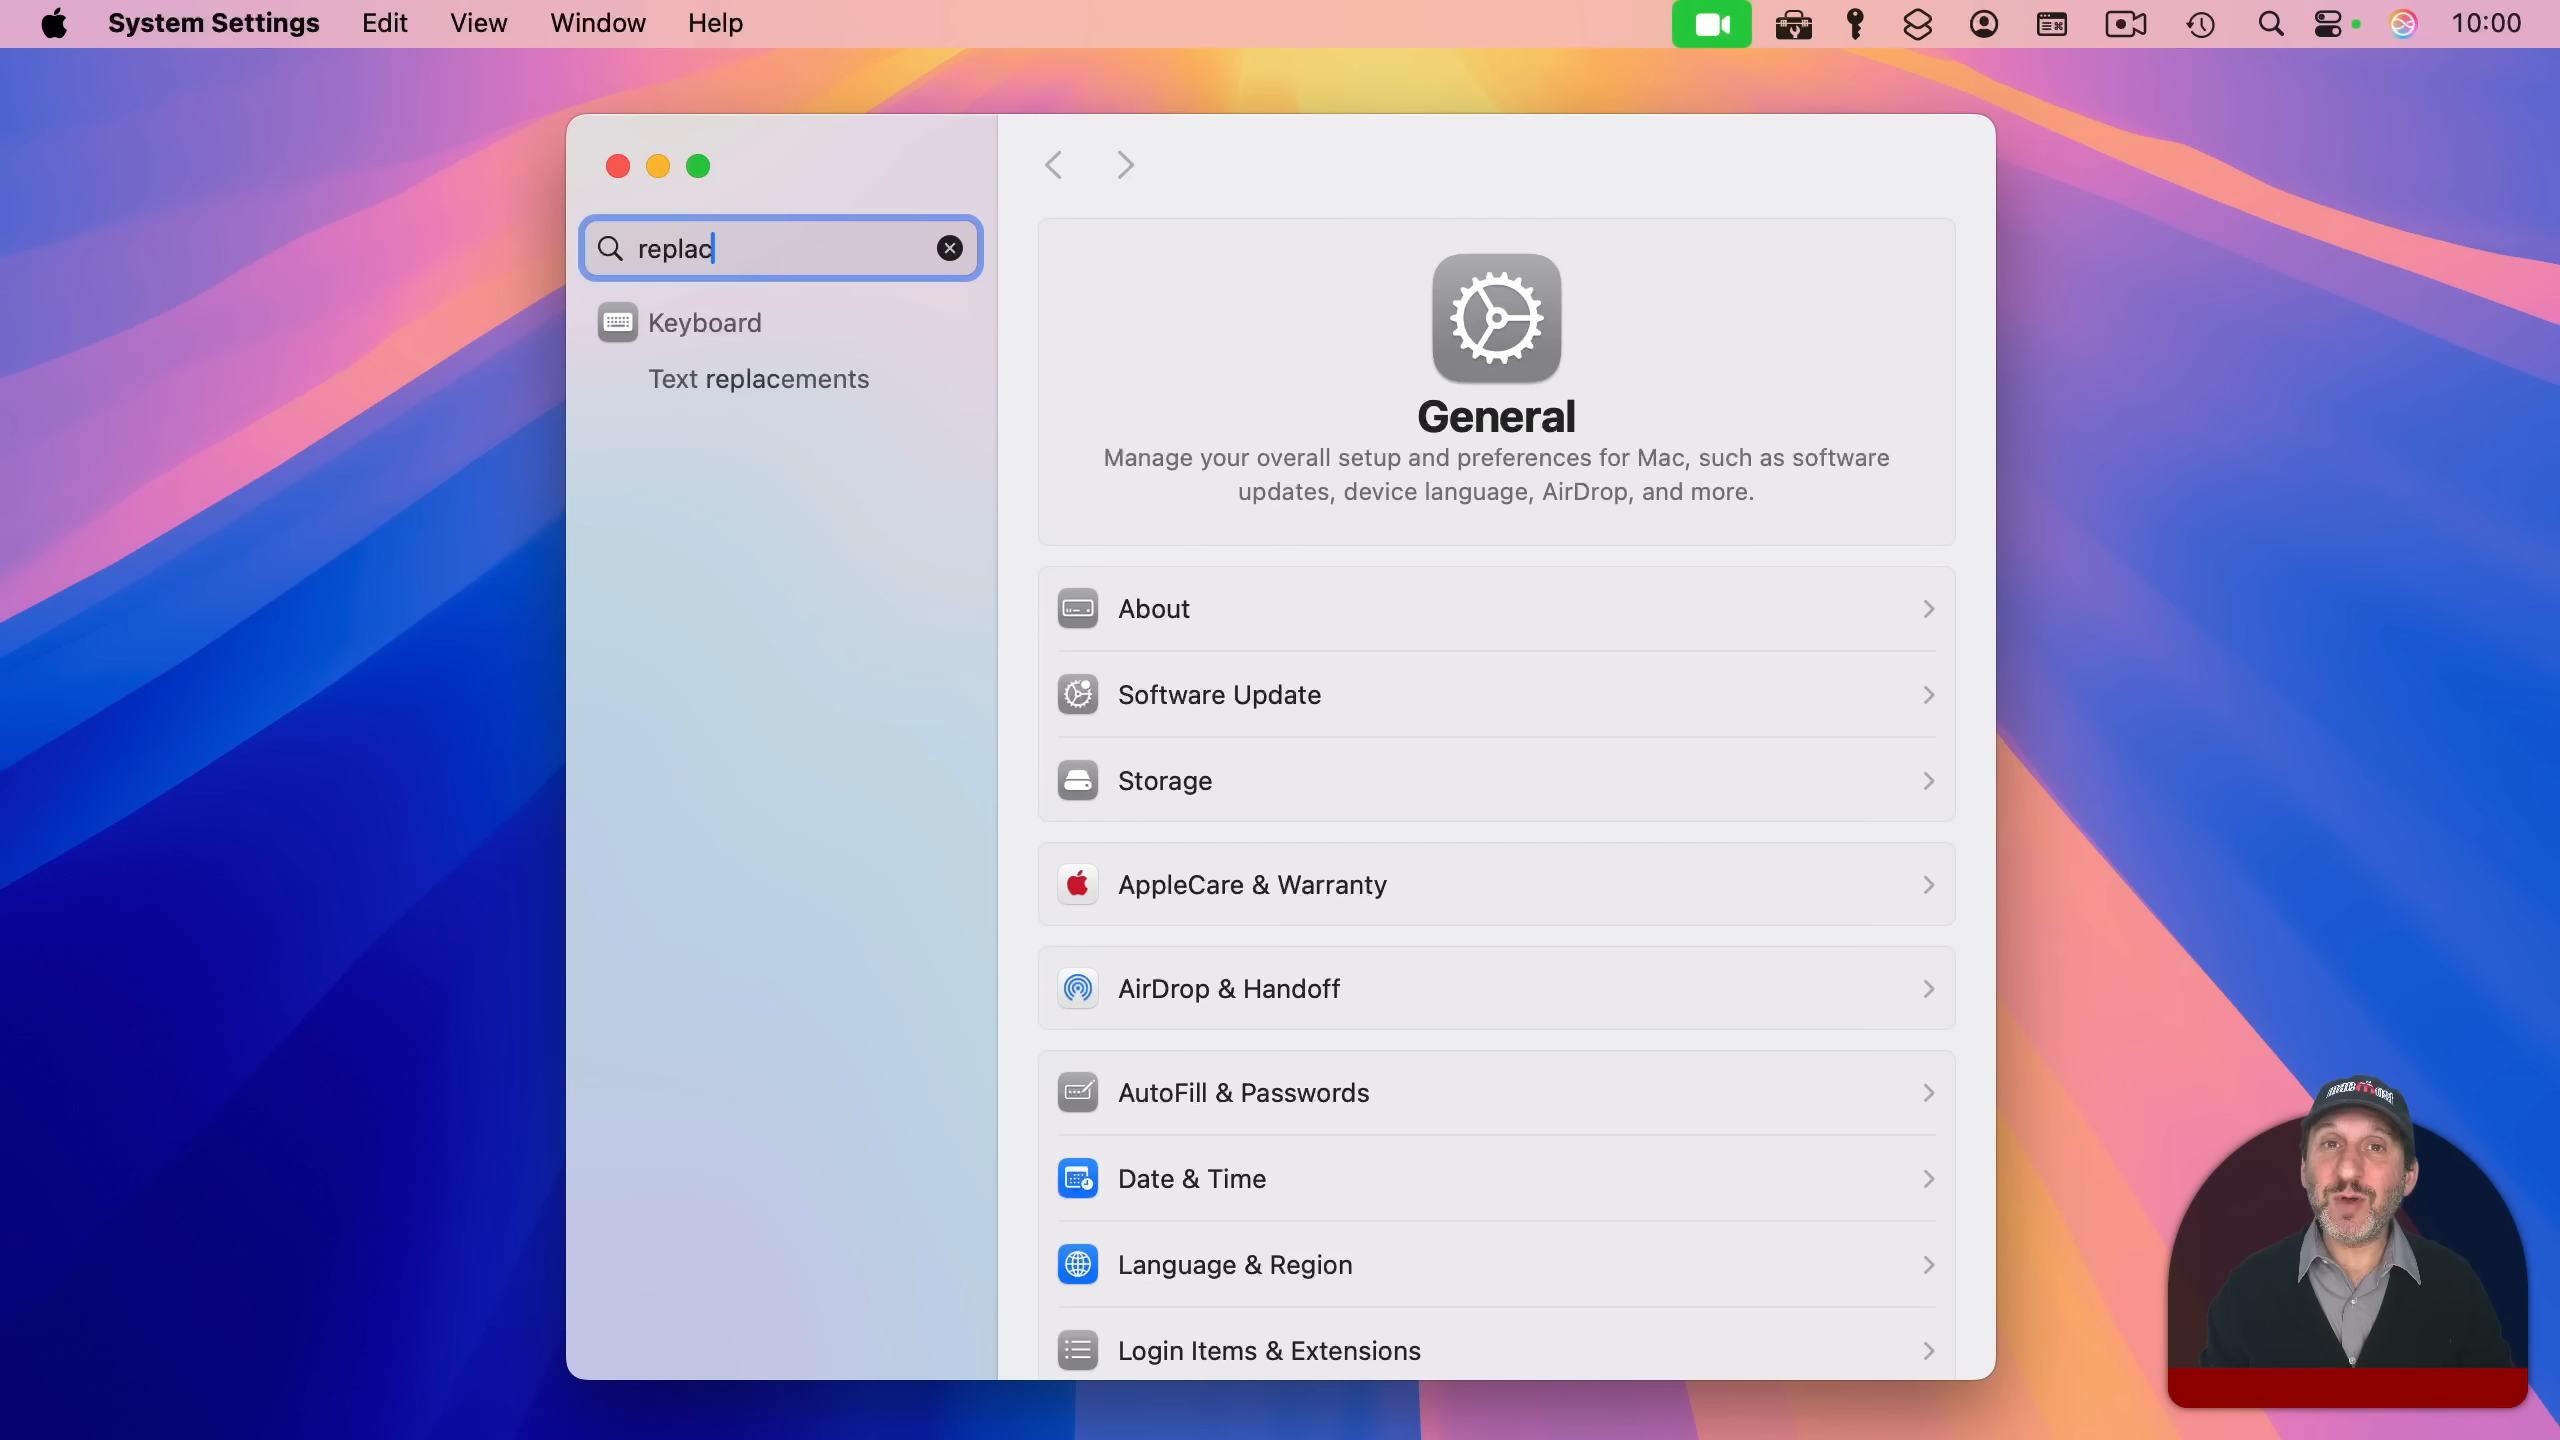 System Settings Edit View Window Help 10:00
replac
Keyboard
Text replacements
General
Manage your overall setup and preferences for Mac, such as software
updates, device language, AirDrop, and more.
About
Software Update
Storage
AppleCare & Warranty
AirDrop & Handoff
AutoFill & Passwords
Date & Time
Language & Region
Login Items & Extensions